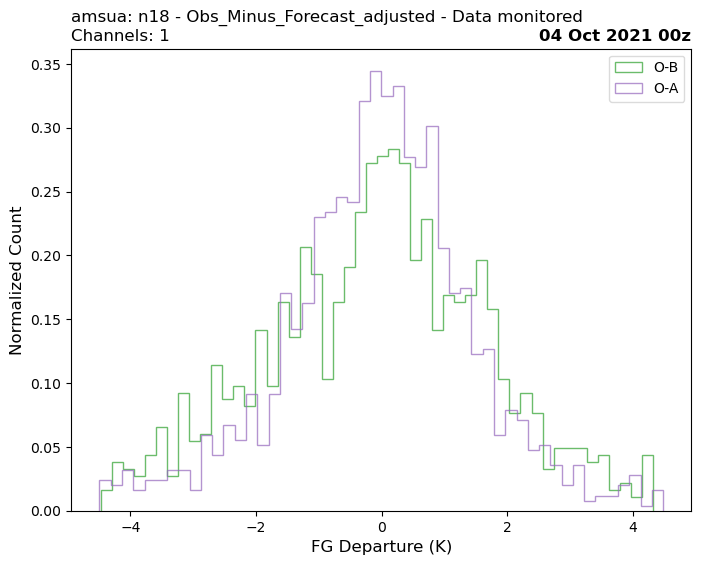 amsua: n18 - Obs_Minus_Forecast_adjusted - Data monitored
Channels: 1
04 Oct 2021 00z
O-B
O-A
0.35
0.30
0.25
0.20
0.15
0.10
0.05
0.00
Normalized Count
−4
−2
0
2
4
FG Departure (K)